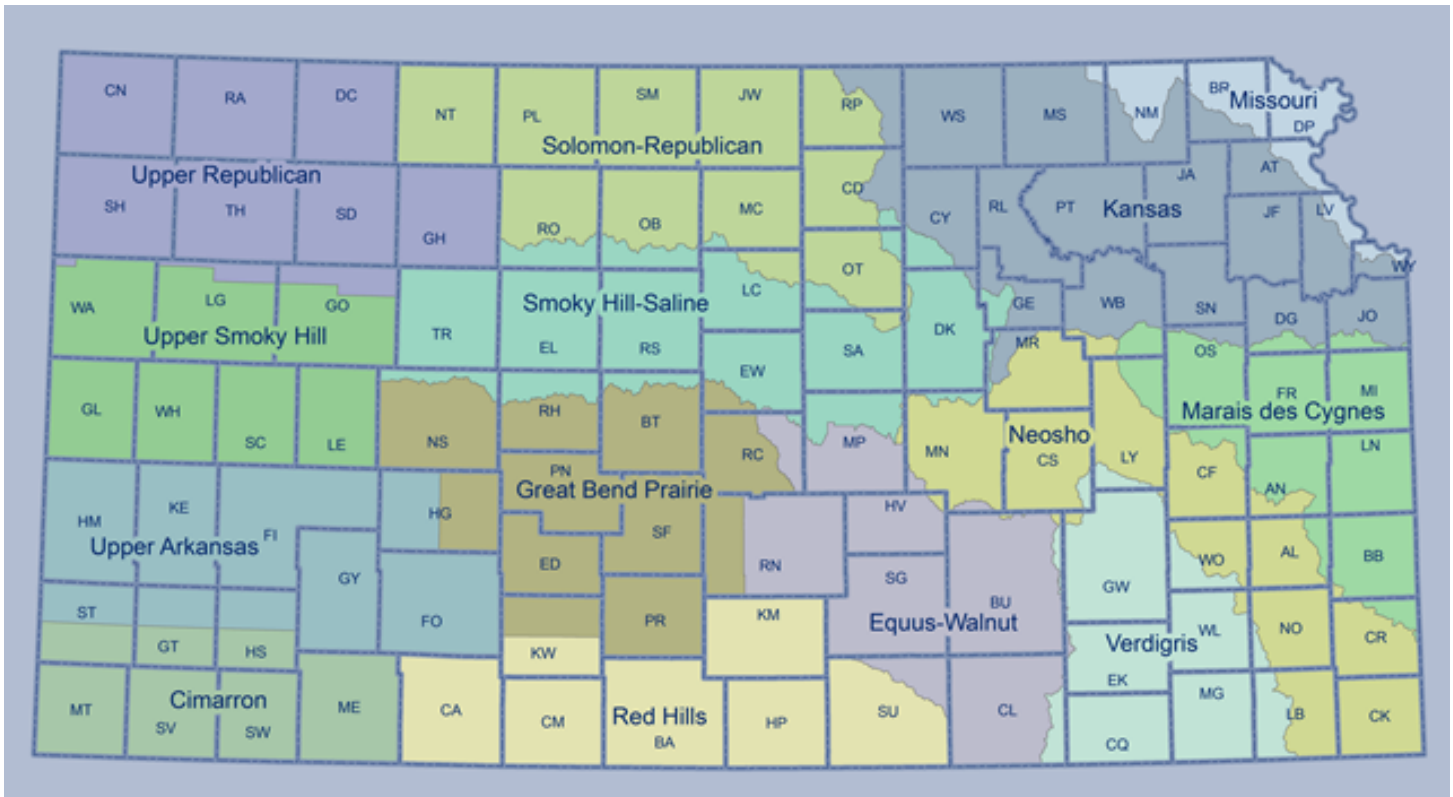 CN RA DC NT PL SM JW RP WS MS NM BR Missouri
DP
Solomon-Republican
Upper Republican
AT
JA
SH TH SD GH RO OB MC CD CY RL PT Kansas JF LV
WY
OT
WA LG GO
Upper Smoky Hill
TR
Smoky Hill-Saline
EL RS LC EW SA DK GE WB SN DG JO
MR OS
GL WH SC LE NS RH BT RC MP MN
Neosho
CS LY CF FR MI
Marais des Cygnes
LN
AN
PN
Great Bend Prairie
HM KE FI
Upper Arkansas
HG GY ED SF RN HV SG BU GW WO AL BB
ST GT HS FO KW PR KM
Equus-Walnut
Verdigris
WL NO CR
EK
MT
Cimarron
SV SW ME CA CM
Red Hills
BA HP SU CL CQ MG LB CK